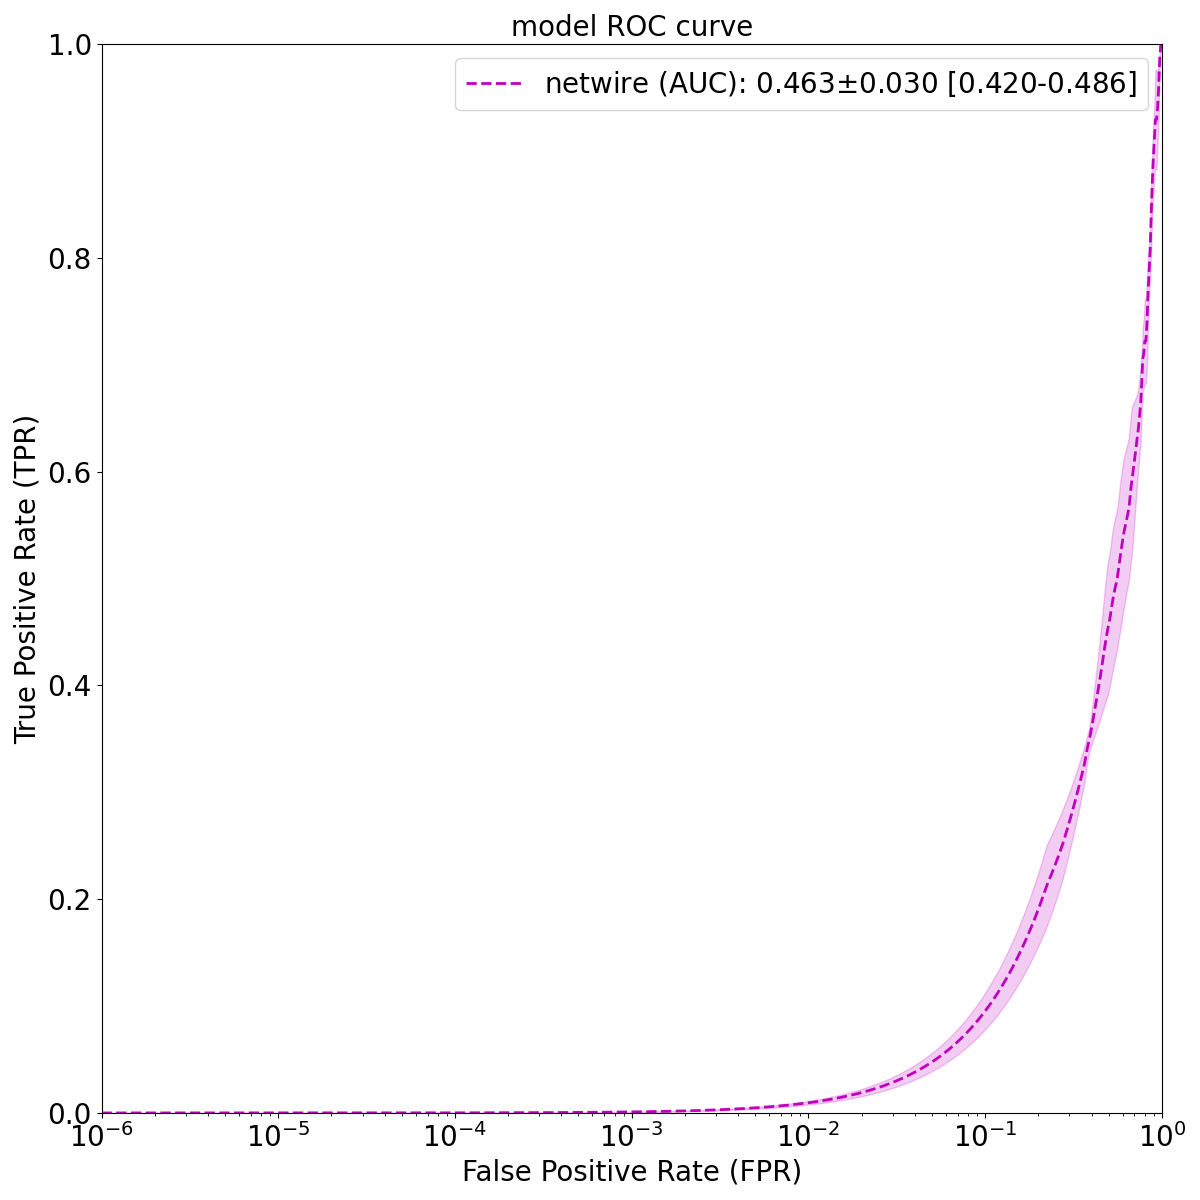 model ROC curve
netwire (AUC): 0.463±0.030 [0.420-0.486]
True Positive Rate (TPR)
1.0
0.8
0.6
0.4
0.2
0.0
10⁻⁶ 10⁻⁵ 10⁻⁴ 10⁻³ 10⁻² 10⁻¹ 10⁰
False Positive Rate (FPR)